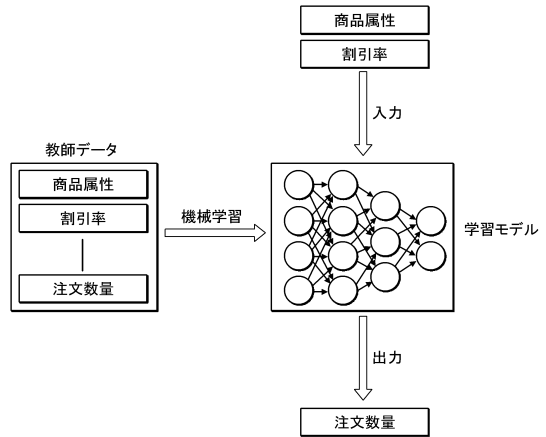 商品属性
割引率
入力
教師データ
商品属性
割引率
注文数量
機械学習
学習モデル
出力
注文数量